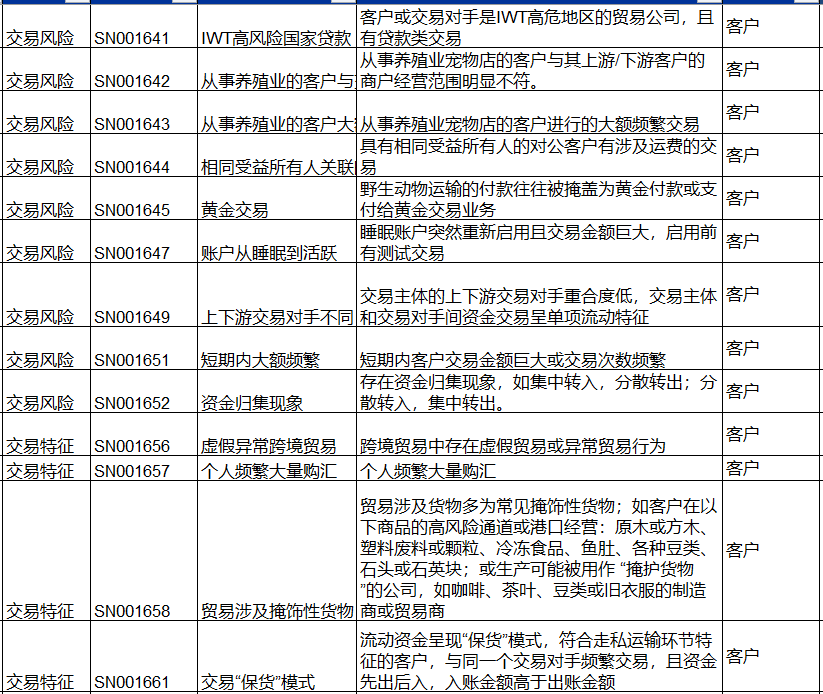 客户或交易对手是IWT高危地区的贸易公司，且
交易风险 SN001641 IWT高风险国家贷款 有贷款类交易 客户
从事养殖业宠物店的客户与其上游/下游客户的
交易风险 SN001642 从事养殖业的客户与 商户经营范围明显不符。 客户
交易风险 SN001643 从事养殖业的客户大 从事养殖业宠物店的客户进行的大额频繁交易 客户
具有相同受益所有人的对公客户有涉及运费的交
交易风险 SN001644 相同受益所有人关联 易 客户
野生动物运输的付款往往被掩盖为黄金付款或支
交易风险 SN001645 黄金交易 付给黄金交易业务 客户
睡眠账户突然重新启用且交易金额巨大，启用前
交易风险 SN001647 账户从睡眠到活跃 有测试交易 客户
交易主体的上下游交易对手重合度低，交易主体
交易风险 SN001649 上下游交易对手不同 和交易对手间资金交易呈单项流动特征 客户
交易风险 SN001651 短期内大额频繁 短期内客户交易金额巨大或交易次数频繁 客户
存在资金归集现象，如集中转入，分散转出；分
交易风险 SN001652 资金归集现象 散转入，集中转出。 客户
交易特征 SN001656 虚假异常跨境贸易 跨境贸易中存在虚假贸易或异常贸易行为 客户
交易特征 SN001657 个人频繁大量购汇 个人频繁大量购汇 客户
贸易涉及货物多为常见掩饰性货物；如客户在以
下商品的高风险通道或港口经营：原木或方木、
塑料废料或颗粒、冷冻食品、鱼肚、各种豆类、
石头或石英块；或生产可能被用作 “掩护货物
”的公司，如咖啡、茶叶、豆类或旧衣服的制造
交易特征 SN001658 贸易涉及掩饰性货物 商或贸易商 客户
流动资金呈现“保货”模式，符合走私运输环节特
征的客户，与同一个交易对手频繁交易，且资金
交易特征 SN001661 交易“保货”模式 先出后入，入账金额高于出账金额 客户